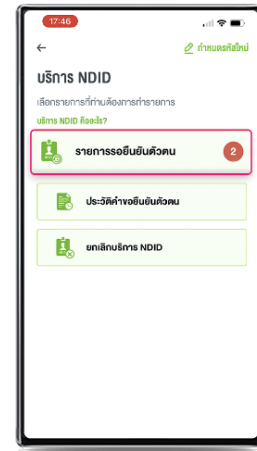 17:46
กำหนดรหัสใหม่
บริการ NDID
เลือกรายการที่ท่านต้องการทำรายการ
บริการ NDID คืออะไร?
รายการรอยืนยันตัวตน
2
ประวัติคำขอยืนยันตัวตน
ยกเลิกบริการ NDID